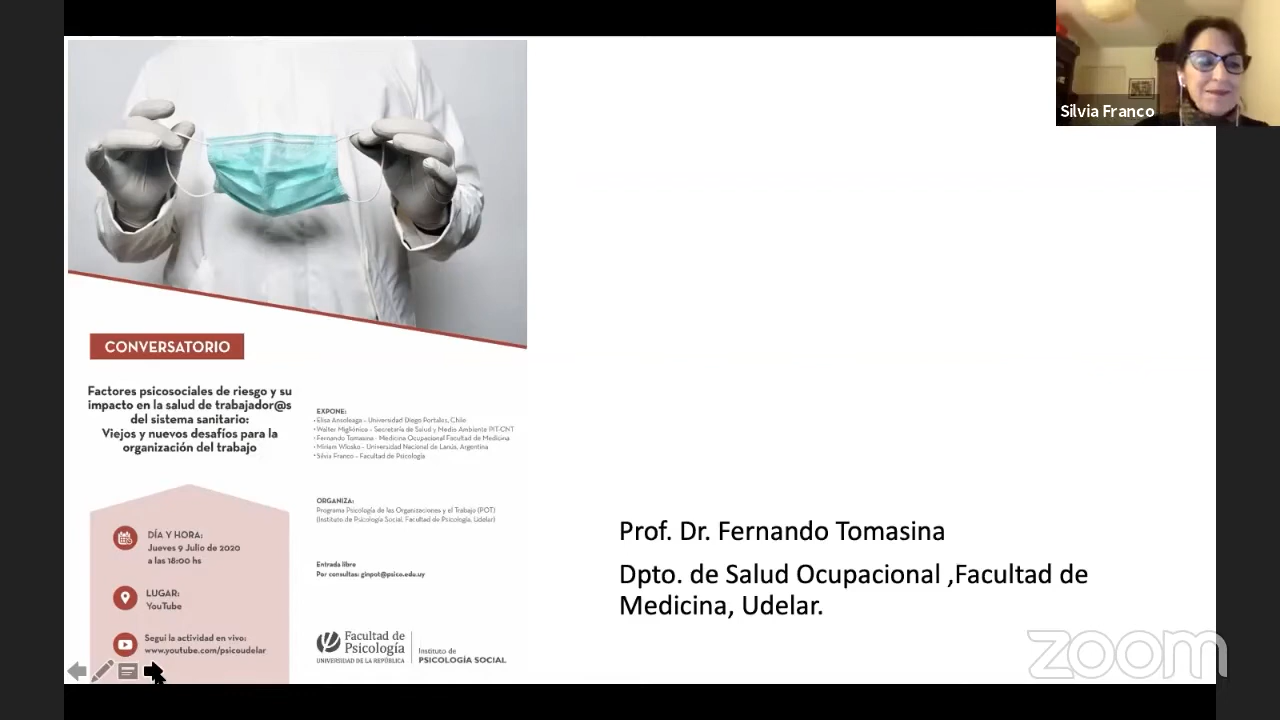 Silvia Franco
CONVERSATORIO
Factores psicosociales de riesgo y su
impacto en la salud de trabajador@s
del sistema sanitario:
Viejos y nuevos desafíos para la
organización del trabajo
DÍA Y HORA:
Jueves 9 Julio de 2020
a las 18:00 hs
LUGAR:
YouTube
Seguí la actividad en vivo:
www.youtube.com/psicoudelar
EXPONE:
• Elisa Ansoleaga - Universidad Diego Portales, Chile
• Walter Migliónico - Secretaría de Salud y Medio Ambiente PIT-CNT
• Fernando Tomasina - Medicina Ocupacional Facultad de Medicina
• Miriam Wlosko - Universidad Nacional de Lanús, Argentina
• Silvia Franco - Facultad de Psicología
ORGANIZA:
Programa Psicología de las Organizaciones y el Trabajo (POT)
(Instituto de Psicología Social, Facultad de Psicología, Udelar)
Entrada libre
Por consultas: ginpot@psico.edu.uy
Facultad de
Psicología
UNIVERSIDAD DE LA REPÚBLICA
Instituto de
PSICOLOGÍA SOCIAL
Prof. Dr. Fernando Tomasina
Dpto. de Salud Ocupacional ,Facultad de
Medicina, Udelar.
zoom